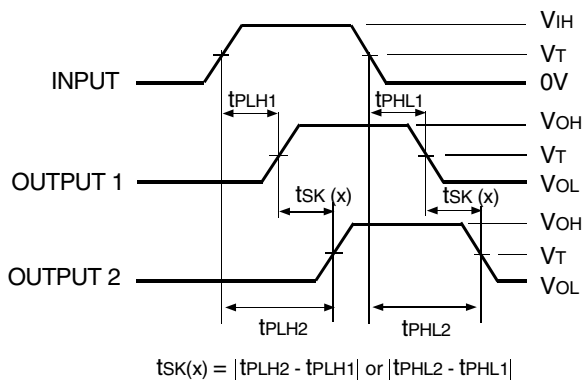 VIH
VT
INPUT
0V
tPLH1
tPHL1
VOH
VT
OUTPUT 1
VOL
tSK (x)
tSK (x)
VOH
VT
OUTPUT 2
VOL
tPLH2
tPHL2
tSK(x) = |tPLH2 - tPLH1| or |tPHL2 - tPHL1|